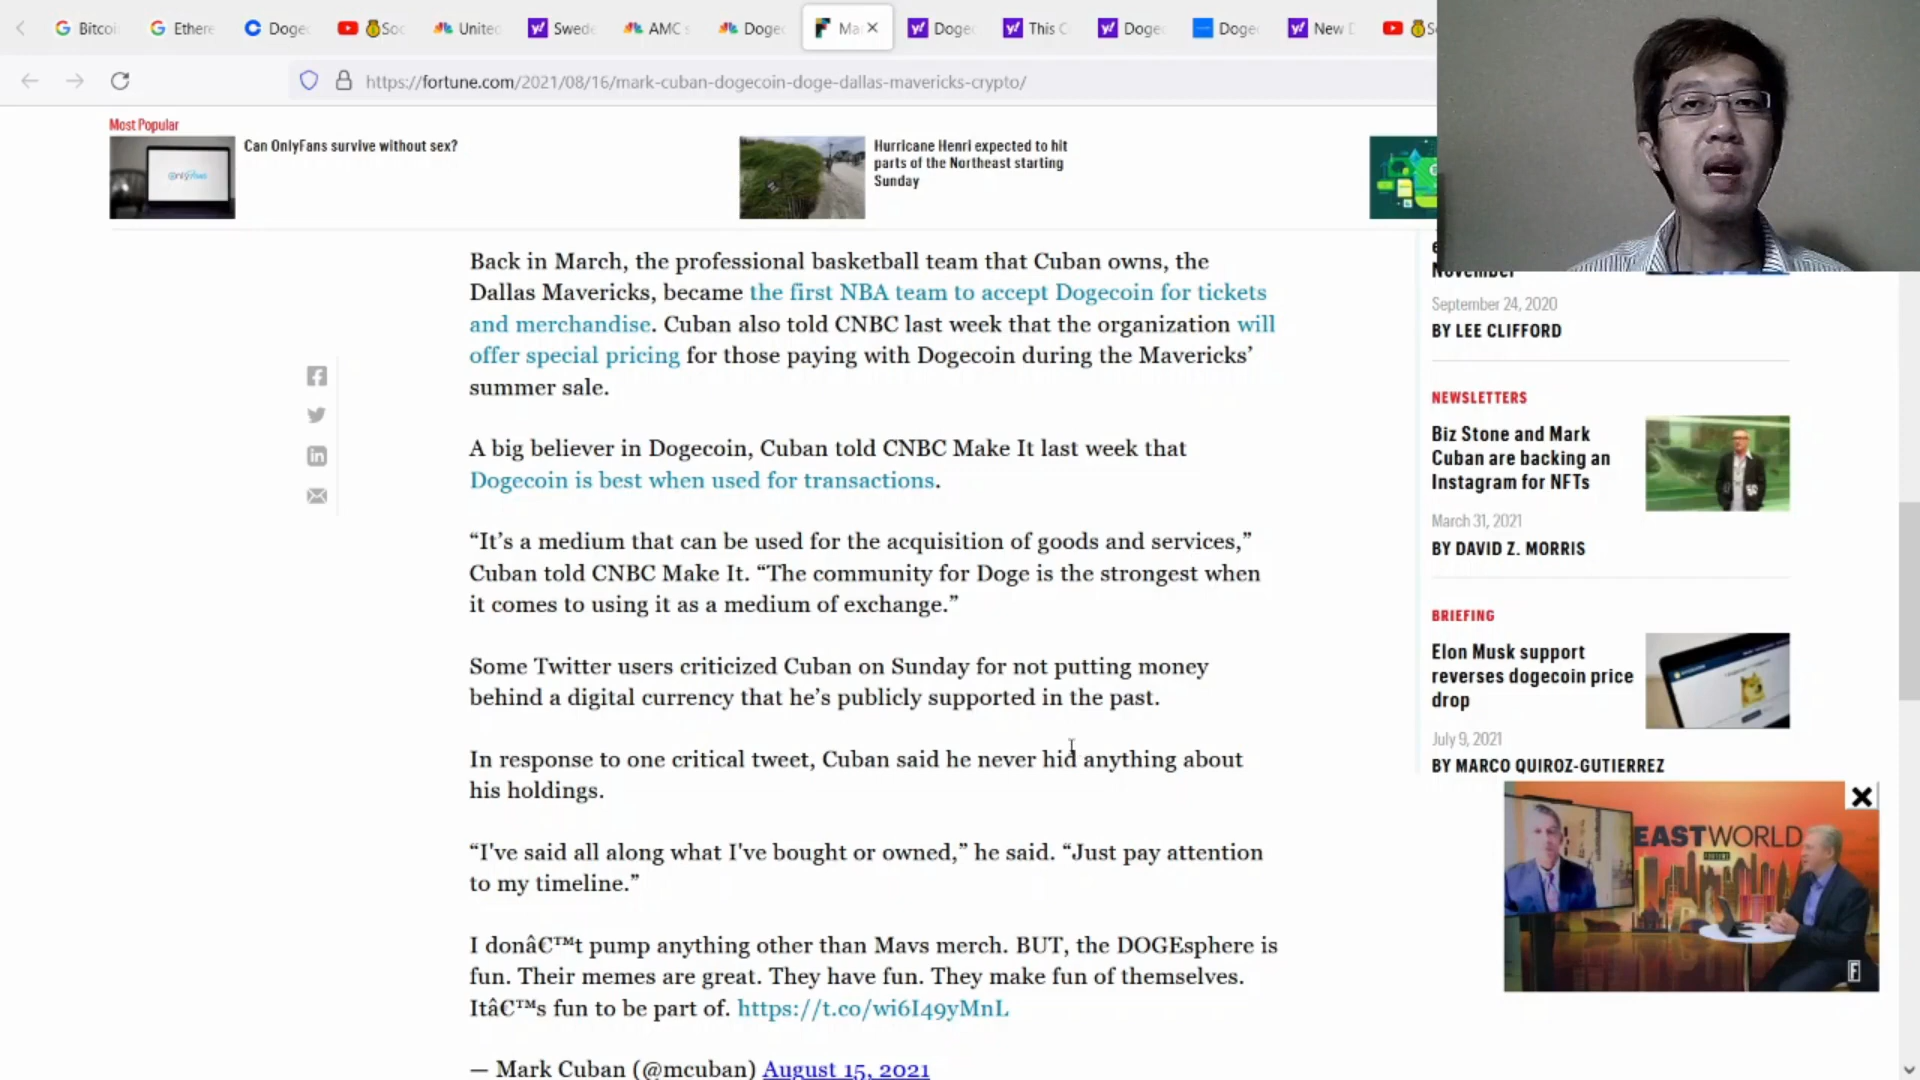 Bitcoi
Ethere
Doge
Soc
United
Swede
AMC s
Doge
Ma
Doge
This C
Doge
Doge
New D
https://fortune.com/2021/08/16/mark-cuban-dogecoin-doge-dallas-mavericks-crypto/
Most Popular
Can OnlyFans survive without sex?
Hurricane Henri expected to hit
parts of the Northeast starting
Sunday
Back in March, the professional basketball team that Cuban owns, the
Dallas Mavericks, became the first NBA team to accept Dogecoin for tickets
and merchandise. Cuban also told CNBC last week that the organization will
offer special pricing for those paying with Dogecoin during the Mavericks’
summer sale.
A big believer in Dogecoin, Cuban told CNBC Make It last week that
Dogecoin is best when used for transactions.
“It’s a medium that can be used for the acquisition of goods and services,”
Cuban told CNBC Make It. “The community for Doge is the strongest when
it comes to using it as a medium of exchange.”
Some Twitter users criticized Cuban on Sunday for not putting money
behind a digital currency that he’s publicly supported in the past.
In response to one critical tweet, Cuban said he never hid anything about
his holdings.
“I've said all along what I've bought or owned,” he said. “Just pay attention
to my timeline.”
I donâ€™t pump anything other than Mavs merch. BUT, the DOGEsphere is
fun. Their memes are great. They have fun. They make fun of themselves.
Itâ€™s fun to be part of. https://t.co/wi6I49yMnL
— Mark Cuban (@mcuban) August 15, 2021
November
September 24, 2020
BY LEE CLIFFORD
NEWSLETTERS
Biz Stone and Mark
Cuban are backing an
Instagram for NFTs
March 31, 2021
BY DAVID Z. MORRIS
BRIEFING
Elon Musk support
reverses dogecoin price
drop
July 9, 2021
BY MARCO QUIROZ-GUTIERREZ
EASTWORLD
FORTUNE